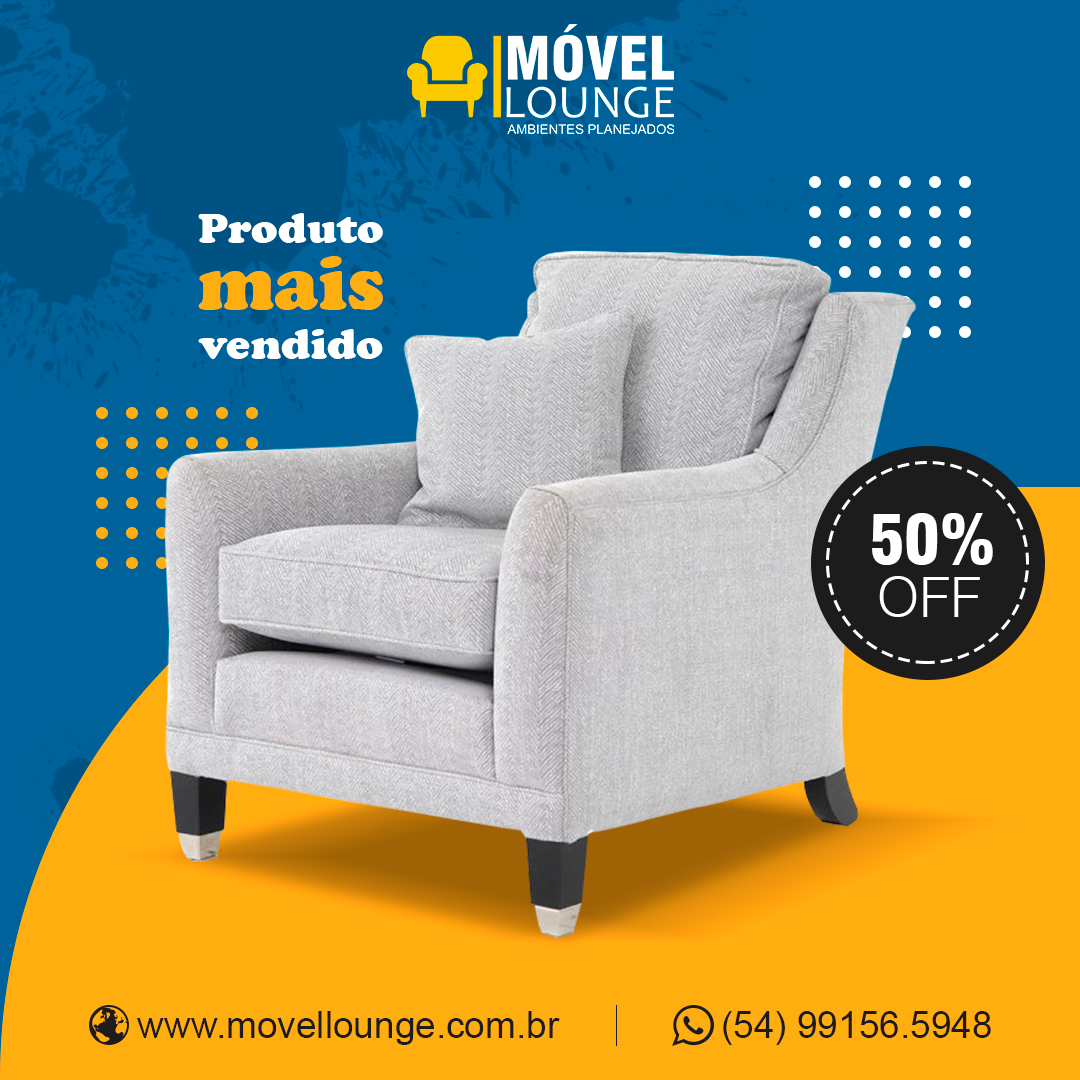 MÓVEL
LOUNGE
AMBIENTES PLANEJADOS
Produto
mais
vendido
50%
OFF
www.movellounge.com.br
(54) 99156.5948